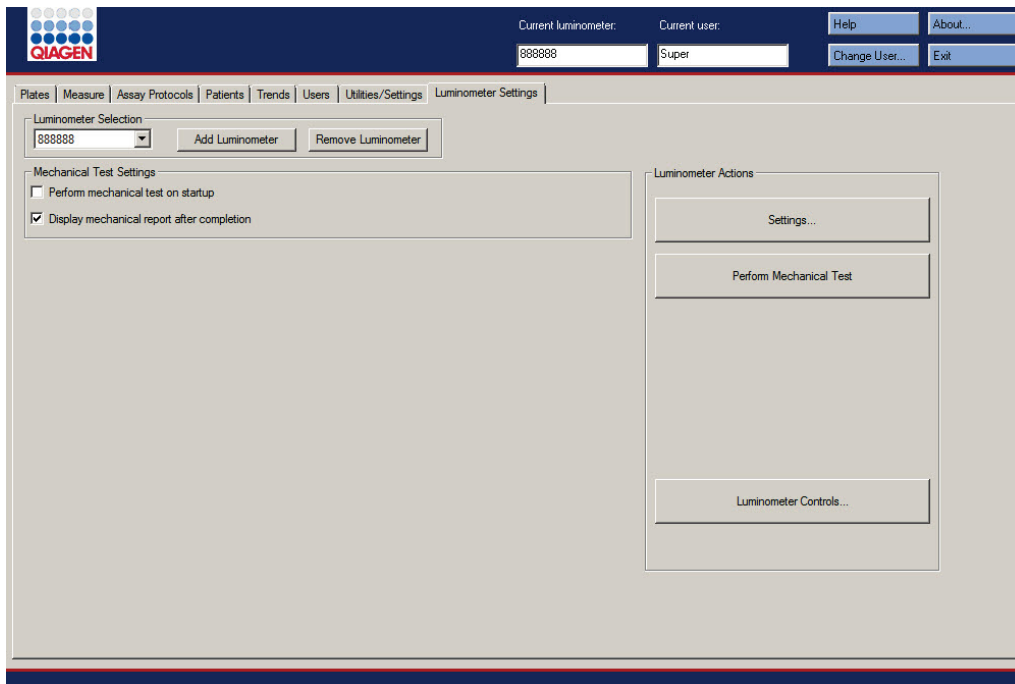 QIAGEN
Current luminometer:
Current user:
Help
About...
888888
Super
Change User...
Exit
Plates
Measure
Assay Protocols
Patients
Trends
Users
Utilities/Settings
Luminometer Settings
Luminometer Selection
888888
Add Luminometer
Remove Luminometer
Mechanical Test Settings
Perform mechanical test on startup
Display mechanical report after completion
Luminometer Actions
Settings...
Perform Mechanical Test
Luminometer Controls...